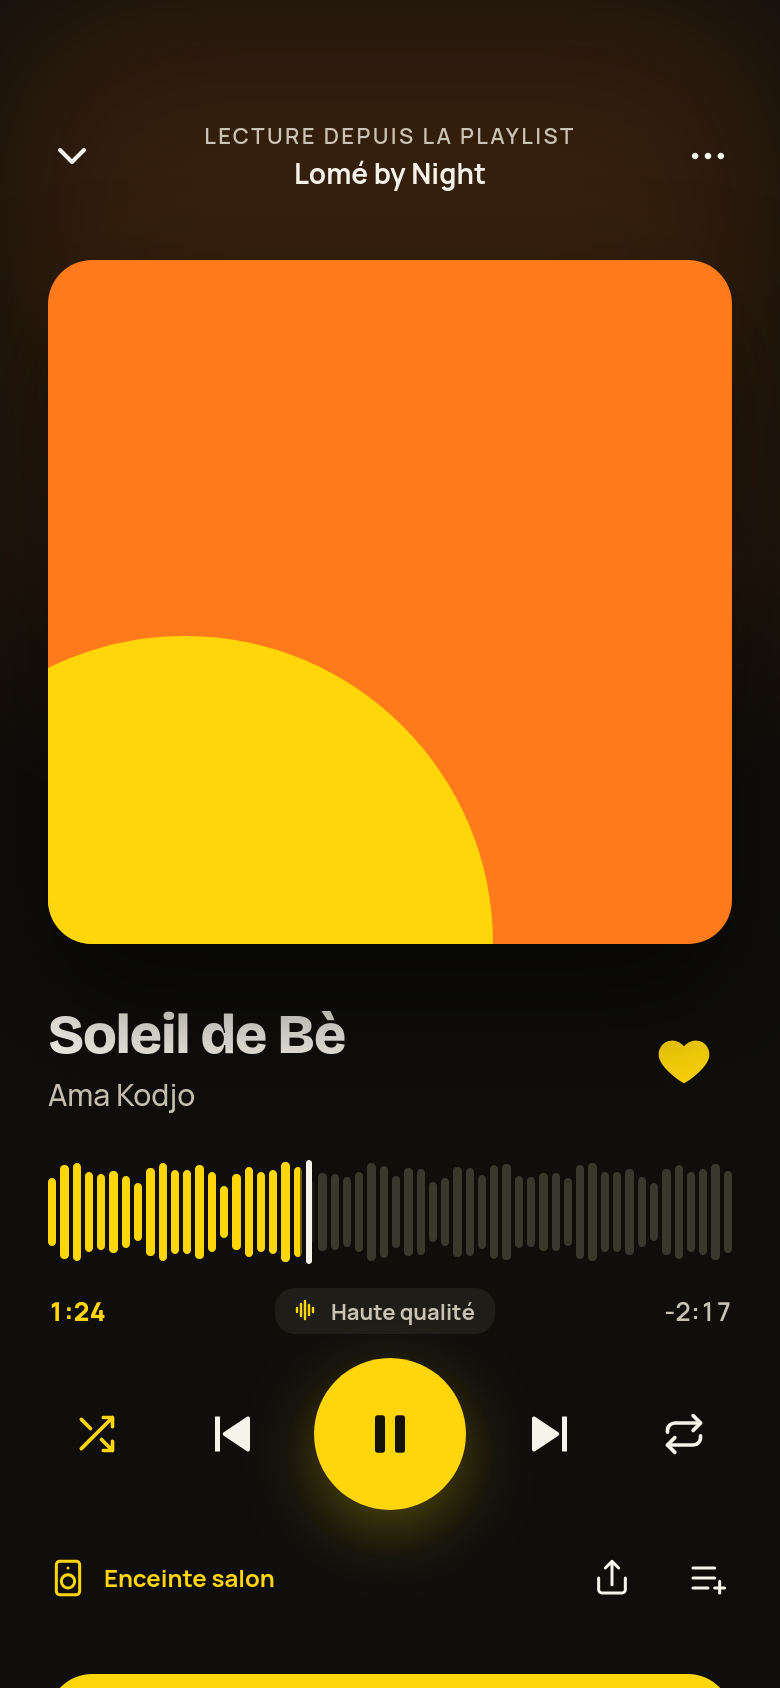 LECTURE DEPUIS LA PLAYLIST
Lomé by Night
Soleil de Bè
Ama Kodjo
1:24
Haute qualité
-2:17
Enceinte salon